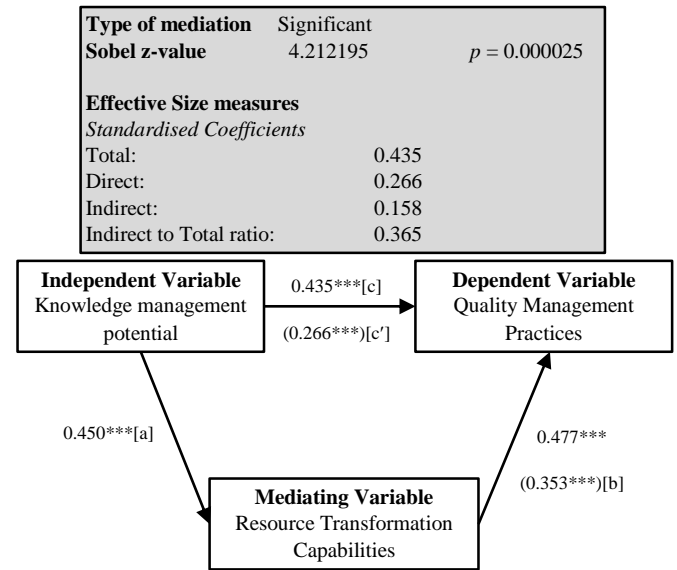 Type of mediation Significant
Sobel z-value 4.212195 p = 0.000025
Effective Size measures
Standardised Coefficients
Total: 0.435
Direct: 0.266
Indirect: 0.158
Indirect to Total ratio: 0.365
Independent Variable
Knowledge management
potential
0.435***[c]
(0.266***)[c′]
Dependent Variable
Quality Management
Practices
0.450***[a]
0.477***
(0.353***)[b]
Mediating Variable
Resource Transformation
Capabilities